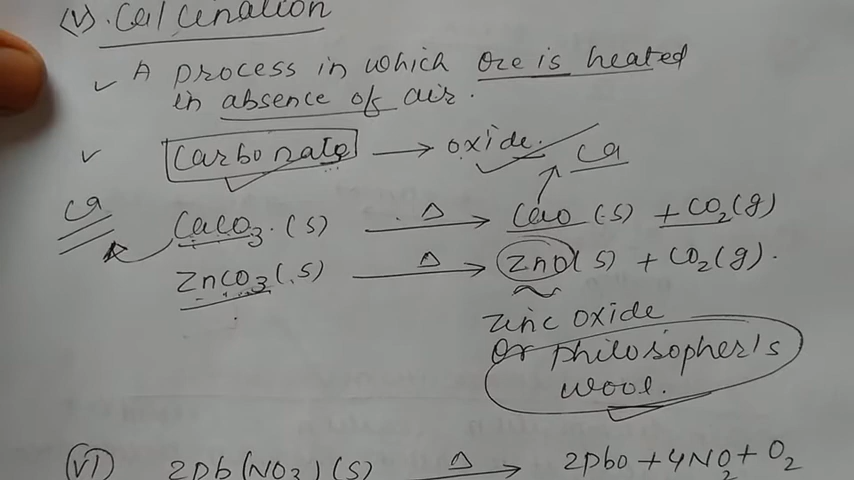 (V). Calcination
A process in which ore is heated
in absence of air.
Carbonate → oxide.
Ca
Ca
CaCO₃.(s) Δ→ CaO(s) + CO₂(g)
ZnCO₃(s) Δ→ ZnO(s) + CO₂(g).
Zinc oxide
Or philosopher's
wool.
(VI) 2Pb(NO₃)(s) Δ→ 2PbO + 4NO₂ + O₂